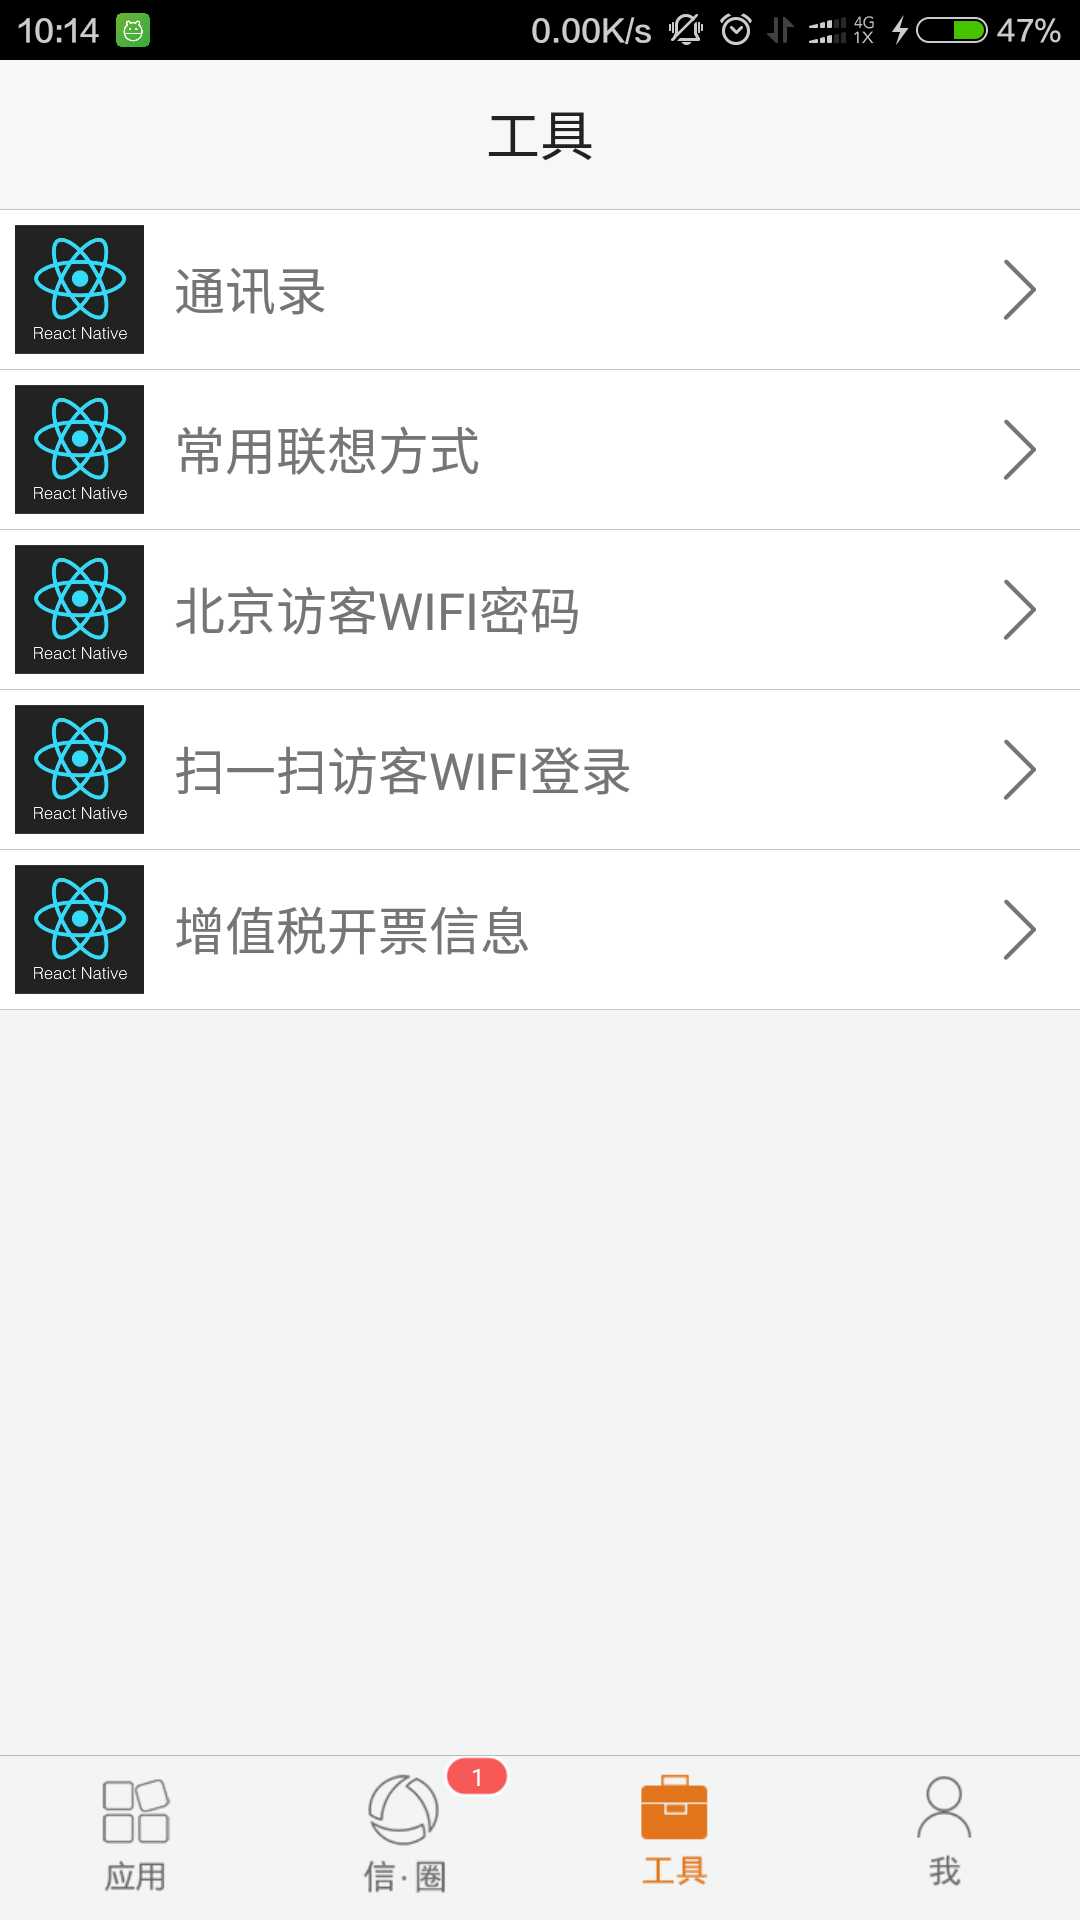 10:14 0.00K/s 4G 1X 47%
工具
React Native 通讯录
React Native 常用联想方式
React Native 北京访客WIFI密码
React Native 扫一扫访客WIFI登录
React Native 增值税开票信息
1
应用 信·圈 工具 我